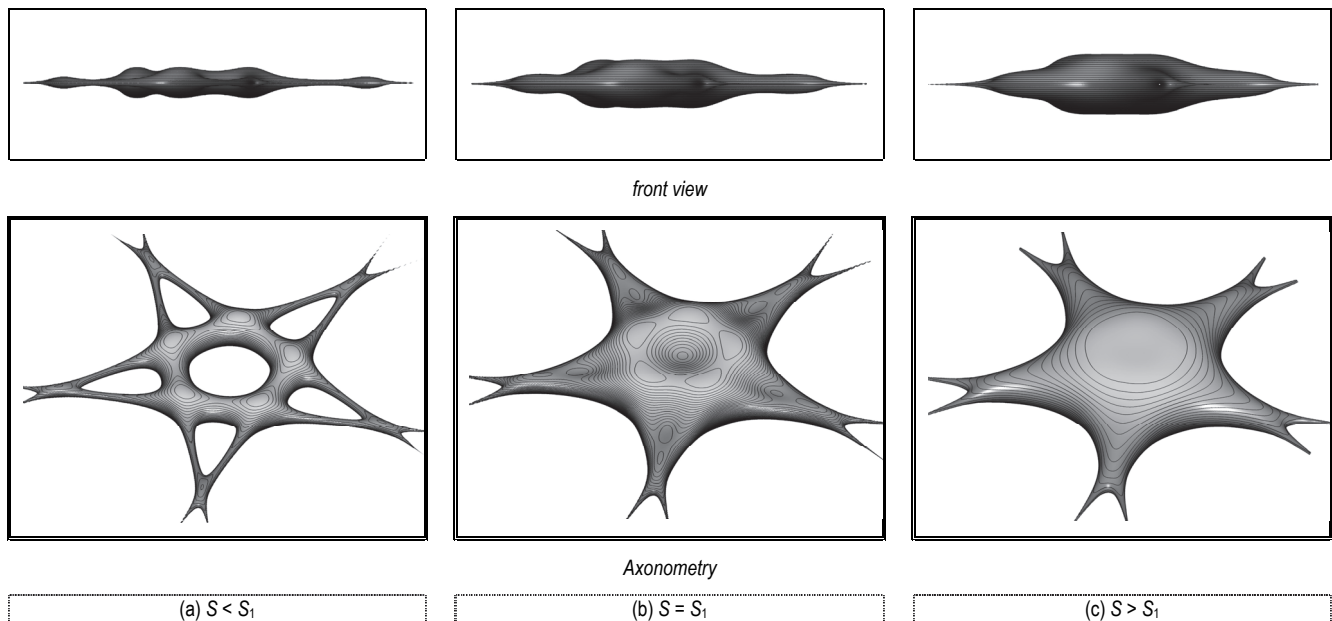 front view
Axonometry
(a) S < S₁
(b) S = S₁
(c) S > S₁